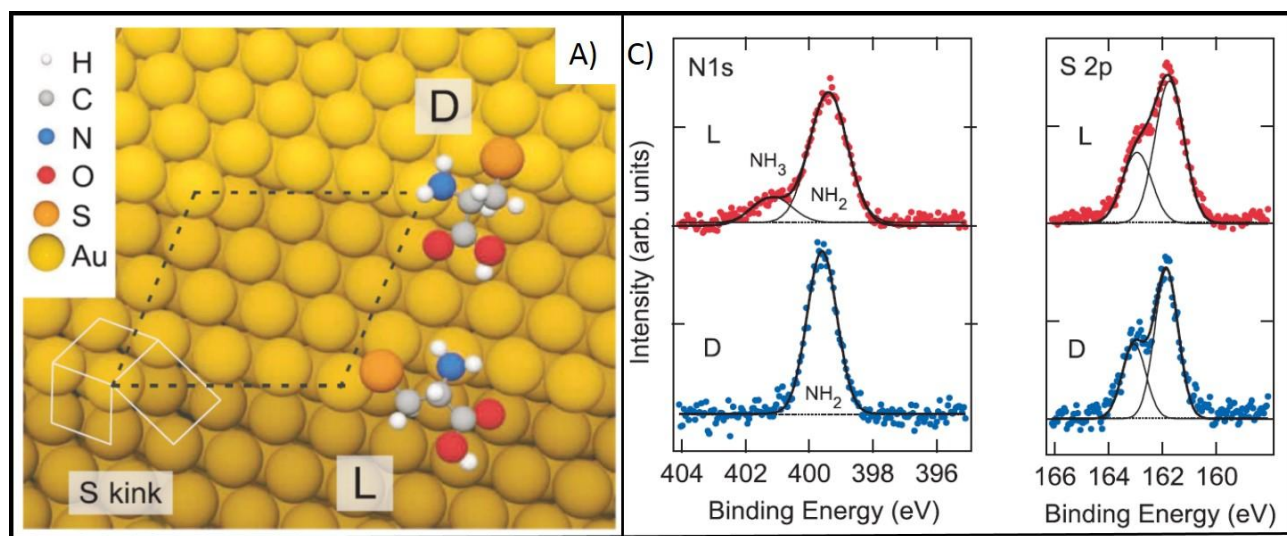 A)
H
C
N
O
S
Au
D
L
S kink
C)
N1s
L
NH3
NH2
D
NH2
404 402 400 398 396
Binding Energy (eV)
Intensity (arb. units)
S 2p
L
D
166 164 162 160
Binding Energy (eV)